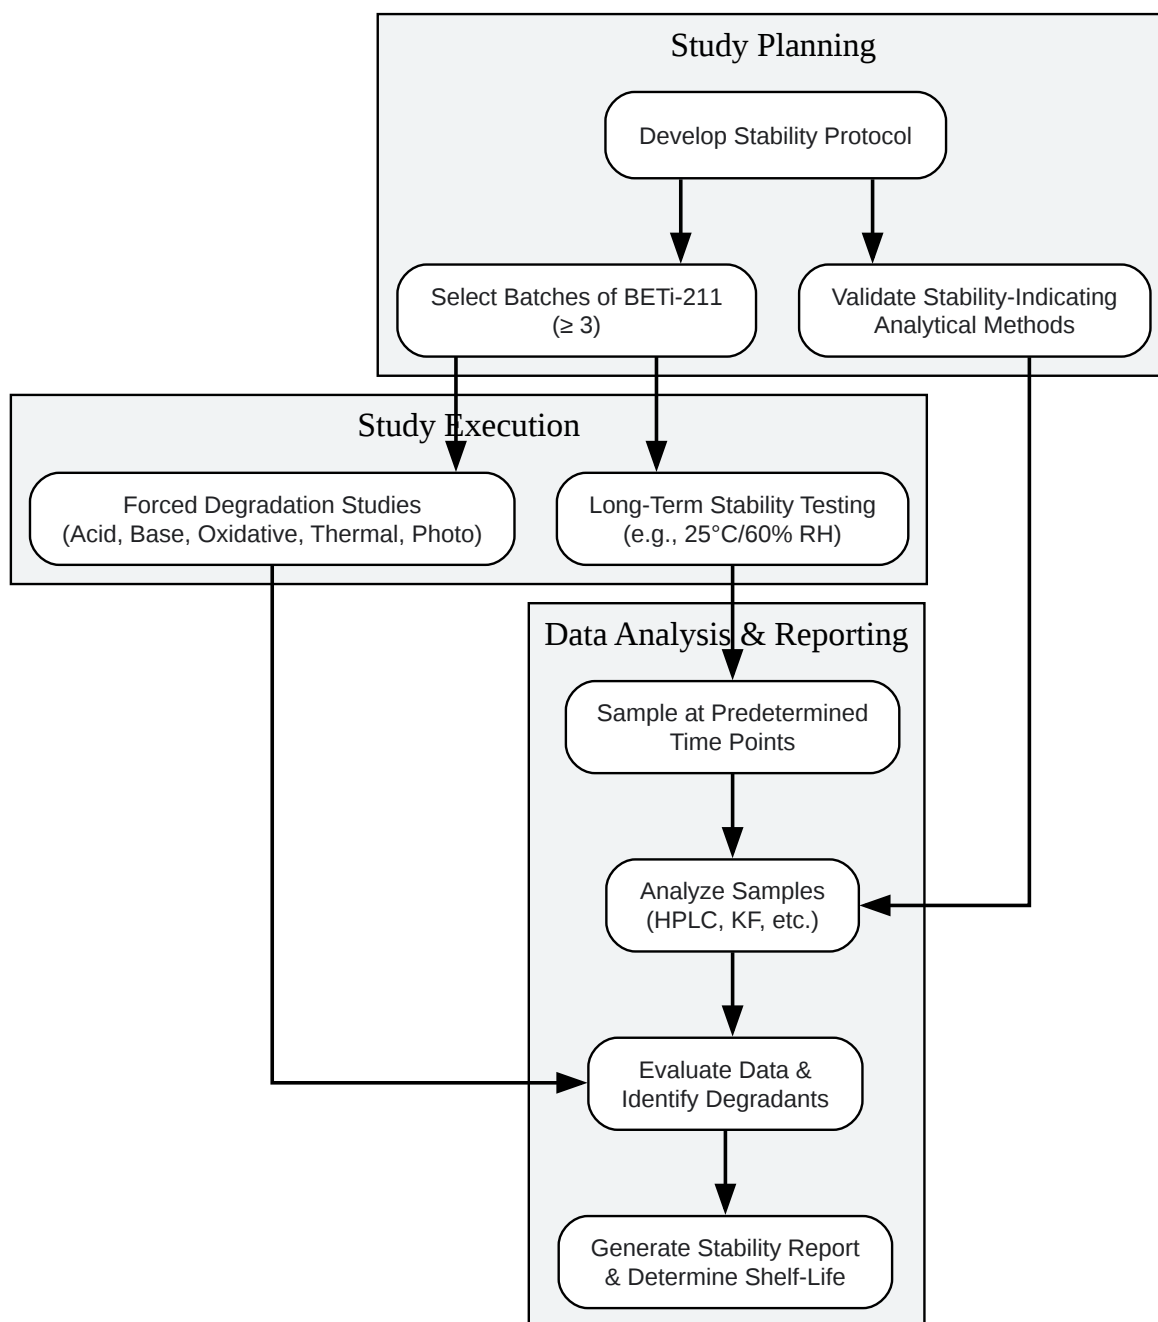 Study Planning
Develop Stability Protocol
Select Batches of BETi-211
(≥ 3)
Validate Stability-Indicating
Analytical Methods
Study Execution
Forced Degradation Studies
(Acid, Base, Oxidative, Thermal, Photo)
Long-Term Stability Testing
(e.g., 25°C/60% RH)
Data Analysis & Reporting
Sample at Predetermined
Time Points
Analyze Samples
(HPLC, KF, etc.)
Evaluate Data &
Identify Degradants
Generate Stability Report
& Determine Shelf-Life